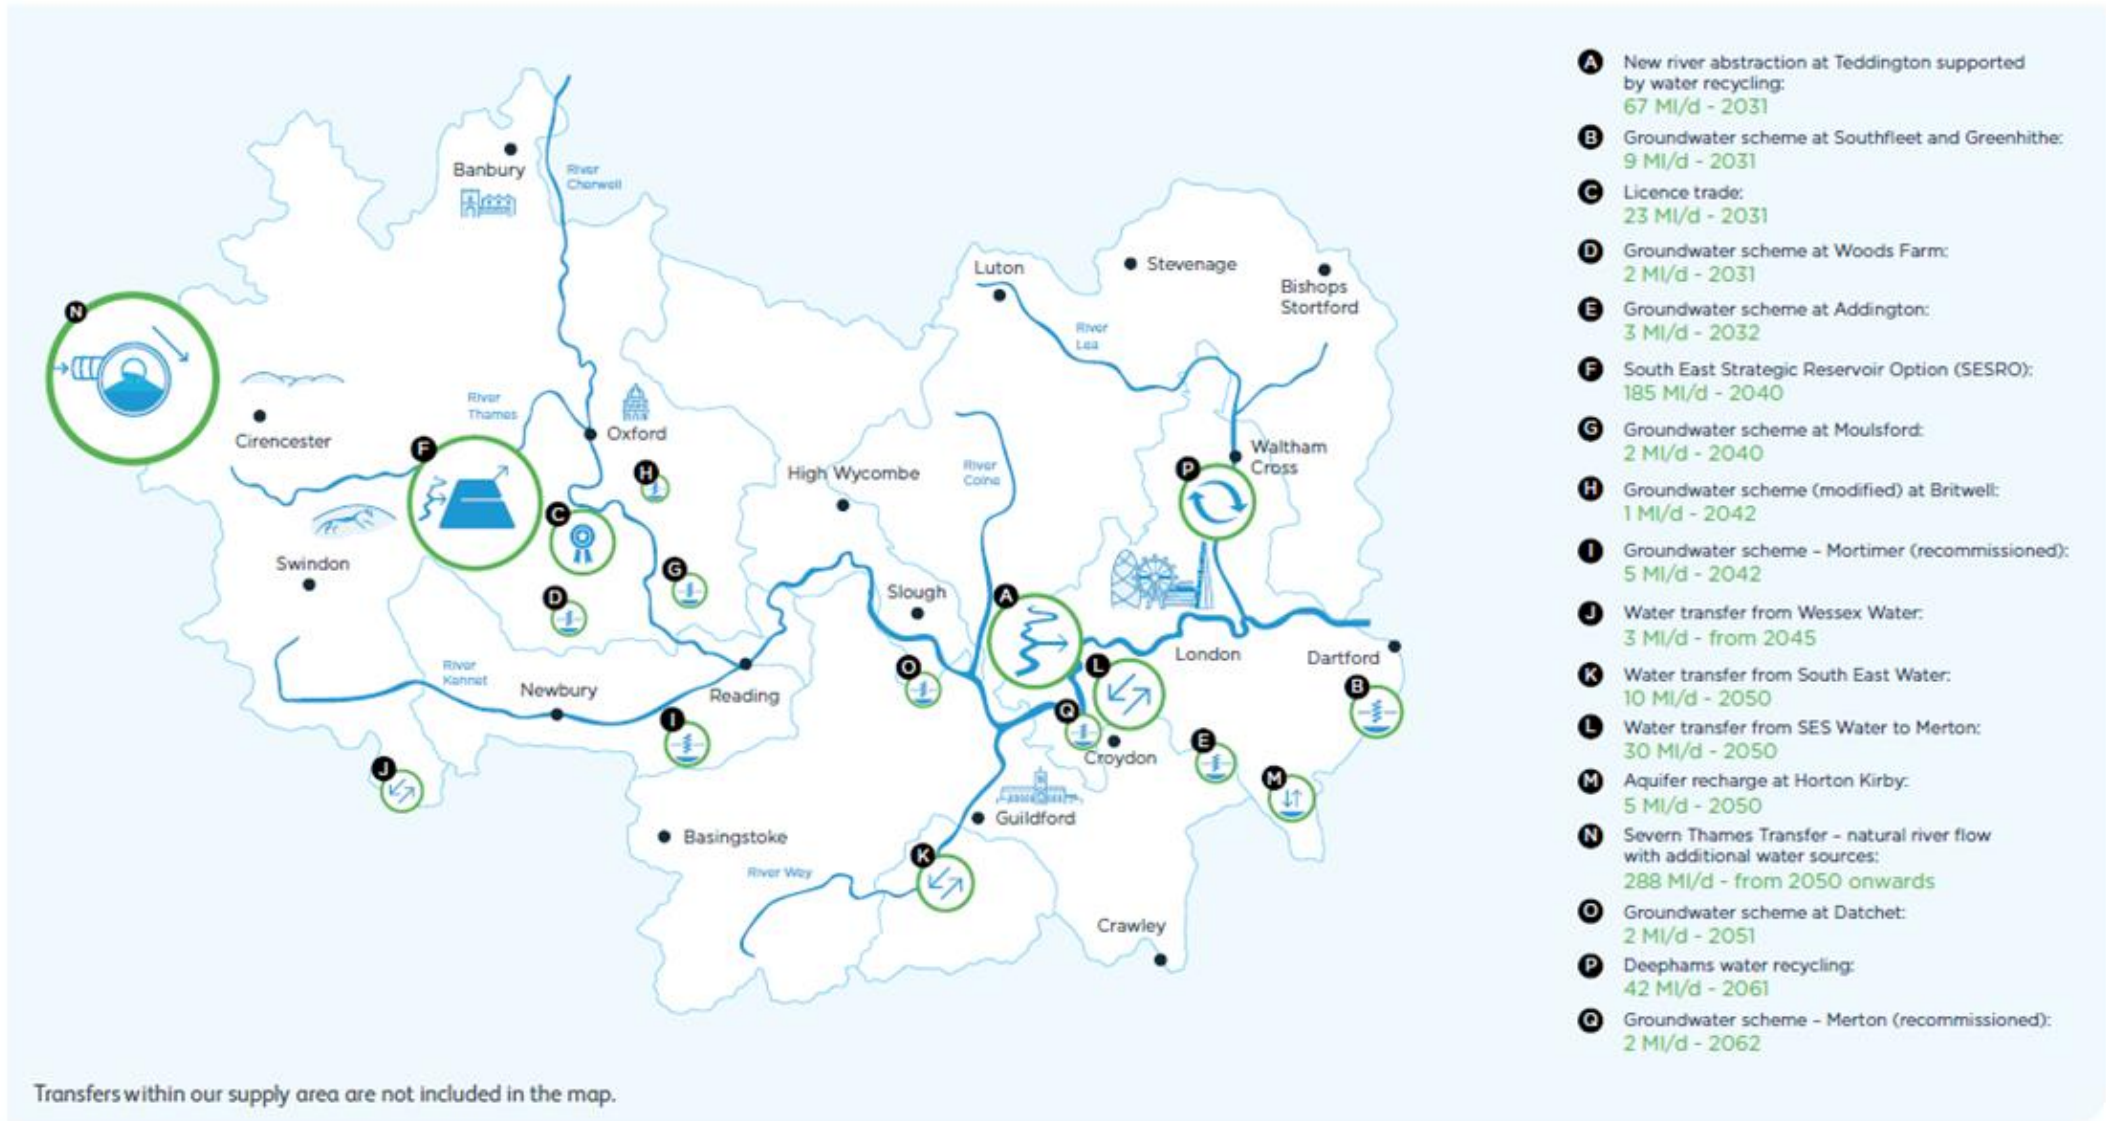 Banbury
River
Cherwell
N
Luton
Stevenage
Bishops
Stortford
River
Lea
Cirencester
River
Thames
Oxford
F
H
C
High Wycombe
River
Colne
P
Waltham
Cross
Swindon
D
G
Slough
A
London
Dartford
River
Kennet
Newbury
Reading
O
L
B
I
Q
Croydon
E
J
M
Basingstoke
Guildford
River Wey
K
Crawley
A
New river abstraction at Teddington supported
by water recycling:
67 Ml/d - 2031
B
Groundwater scheme at Southfleet and Greenhithe:
9 Ml/d - 2031
C
Licence trade:
23 Ml/d - 2031
D
Groundwater scheme at Woods Farm:
2 Ml/d - 2031
E
Groundwater scheme at Addington:
3 Ml/d - 2032
F
South East Strategic Reservoir Option (SESRO):
185 Ml/d - 2040
G
Groundwater scheme at Moulsford:
2 Ml/d - 2040
H
Groundwater scheme (modified) at Britwell:
1 Ml/d - 2042
I
Groundwater scheme – Mortimer (recommissioned):
5 Ml/d - 2042
J
Water transfer from Wessex Water:
3 Ml/d - from 2045
K
Water transfer from South East Water:
10 Ml/d - 2050
L
Water transfer from SES Water to Merton:
30 Ml/d - 2050
M
Aquifer recharge at Horton Kirby:
5 Ml/d - 2050
N
Severn Thames Transfer – natural river flow
with additional water sources:
288 Ml/d - from 2050 onwards
O
Groundwater scheme at Datchet:
2 Ml/d - 2051
P
Deephams water recycling:
42 Ml/d - 2061
Q
Groundwater scheme – Merton (recommissioned):
2 Ml/d - 2062
Transfers within our supply area are not included in the map.